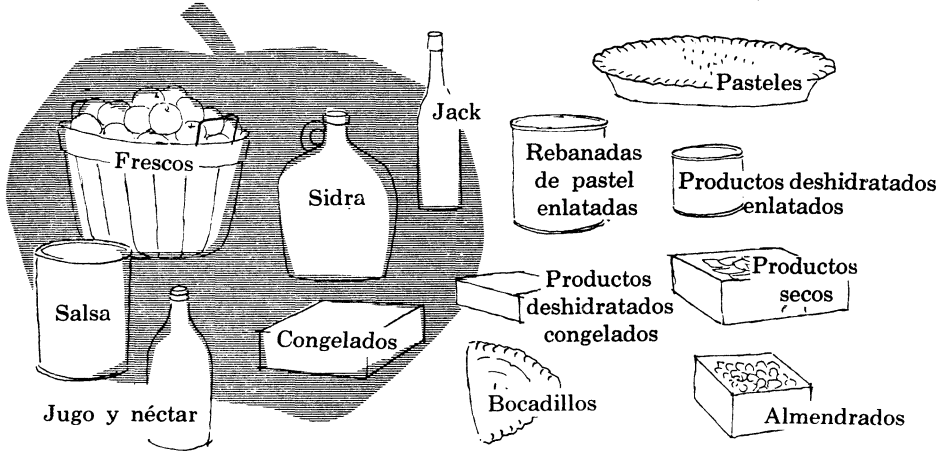 Pasteles
Jack
Frescos
Rebanadas
de pastel
enlatadas
Productos deshidratados
enlatados
Sidra
Salsa
Congelados
Productos
deshidratados
congelados
Productos
secos
Jugo y néctar
Bocadillos
Almendrados